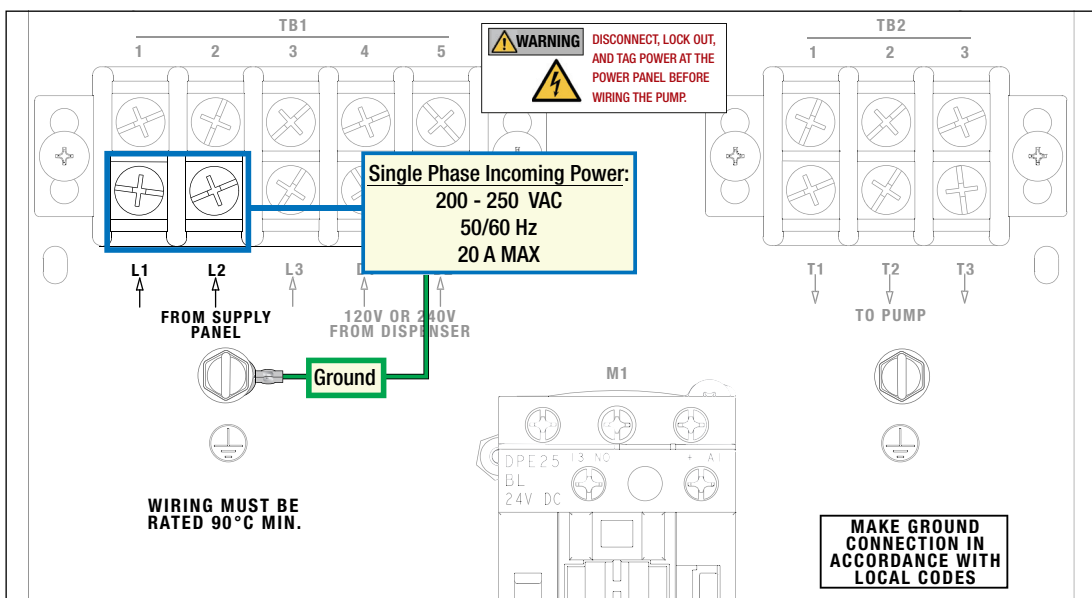 TB1
1 2 3 4 5
WARNING
DISCONNECT, LOCK OUT,
AND TAG POWER AT THE
POWER PANEL BEFORE
WIRING THE PUMP.
TB2
1 2 3
Single Phase Incoming Power:
200 - 250 VAC
50/60 Hz
20 A MAX
L1 L2 L3
T1 T2 T3
FROM SUPPLY
PANEL
120V OR 240V
FROM DISPENSER
TO PUMP
Ground
M1
DPE25 13 NO + A1
BL
24V DC
WIRING MUST BE
RATED 90°C MIN.
MAKE GROUND
CONNECTION IN
ACCORDANCE WITH
LOCAL CODES